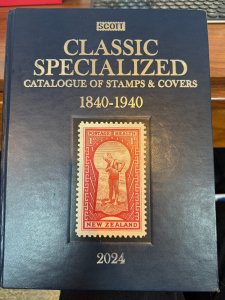 SCOTT
CLASSIC
SPECIALIZED
CATALOGUE OF STAMPS & COVERS
1840-1940
POSTAGE HEALTH
NEW ZEALAND
2024